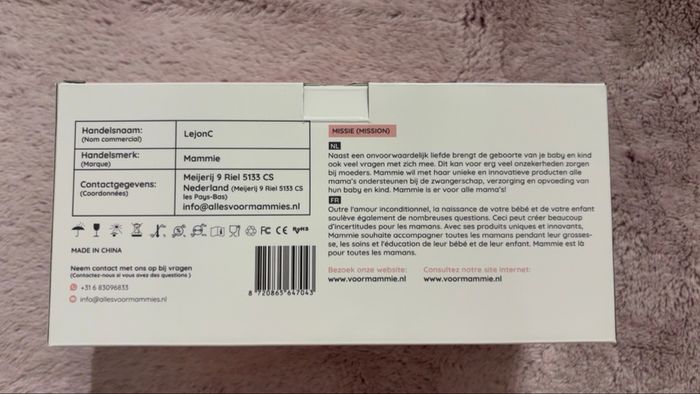 Handelsnaam:
(Nom commercial)
LejonC
Handelsmerk:
(Marque)
Mammie
Contactgegevens:
(Coordonnées)
Meijerij 9 Riel 5133 CS
Nederland (Meijerij 9 Riel 5133 CS
les Pays-Bas)
info@allesvoormammies.nl
FC CE RoHS
MADE IN CHINA
Neem contact met ons op bij vragen
(Contactez-nous si vous avez des questions )
+31 6 83096833
info@allesvoormammies.nl
8 720865 647043
MISSIE (MISSION)
NL
Naast een onvoorwaardelijk liefde brengt de geboorte van je baby en kind
ook veel vragen met zich mee. Dit kan voor erg veel onzekerheden zorgen
bij moeders. Mammie wil met haar unieke en innovatieve producten alle
mama's ondersteunen bij de zwangerschap, verzorging en opvoeding van
hun baby en kind. Mammie is er voor alle mama's!
FR
Outre l'amour inconditionnel, la naissance de votre bébé et de votre enfant
soulève également de nombreuses questions. Ceci peut créer beaucoup
d'incertitudes pour les mamans. Avec ses produits uniques et innovants,
Mammie souhaite accompagner toutes les mamans pendant leur grosses-
se, les soins et l'éducation de leur bébé et de leur enfant. Mammie est là
pour toutes les mamans.
Bezoek onze website:
www.voormammie.nl
Consultez notre site internet:
www.voormammie.nl